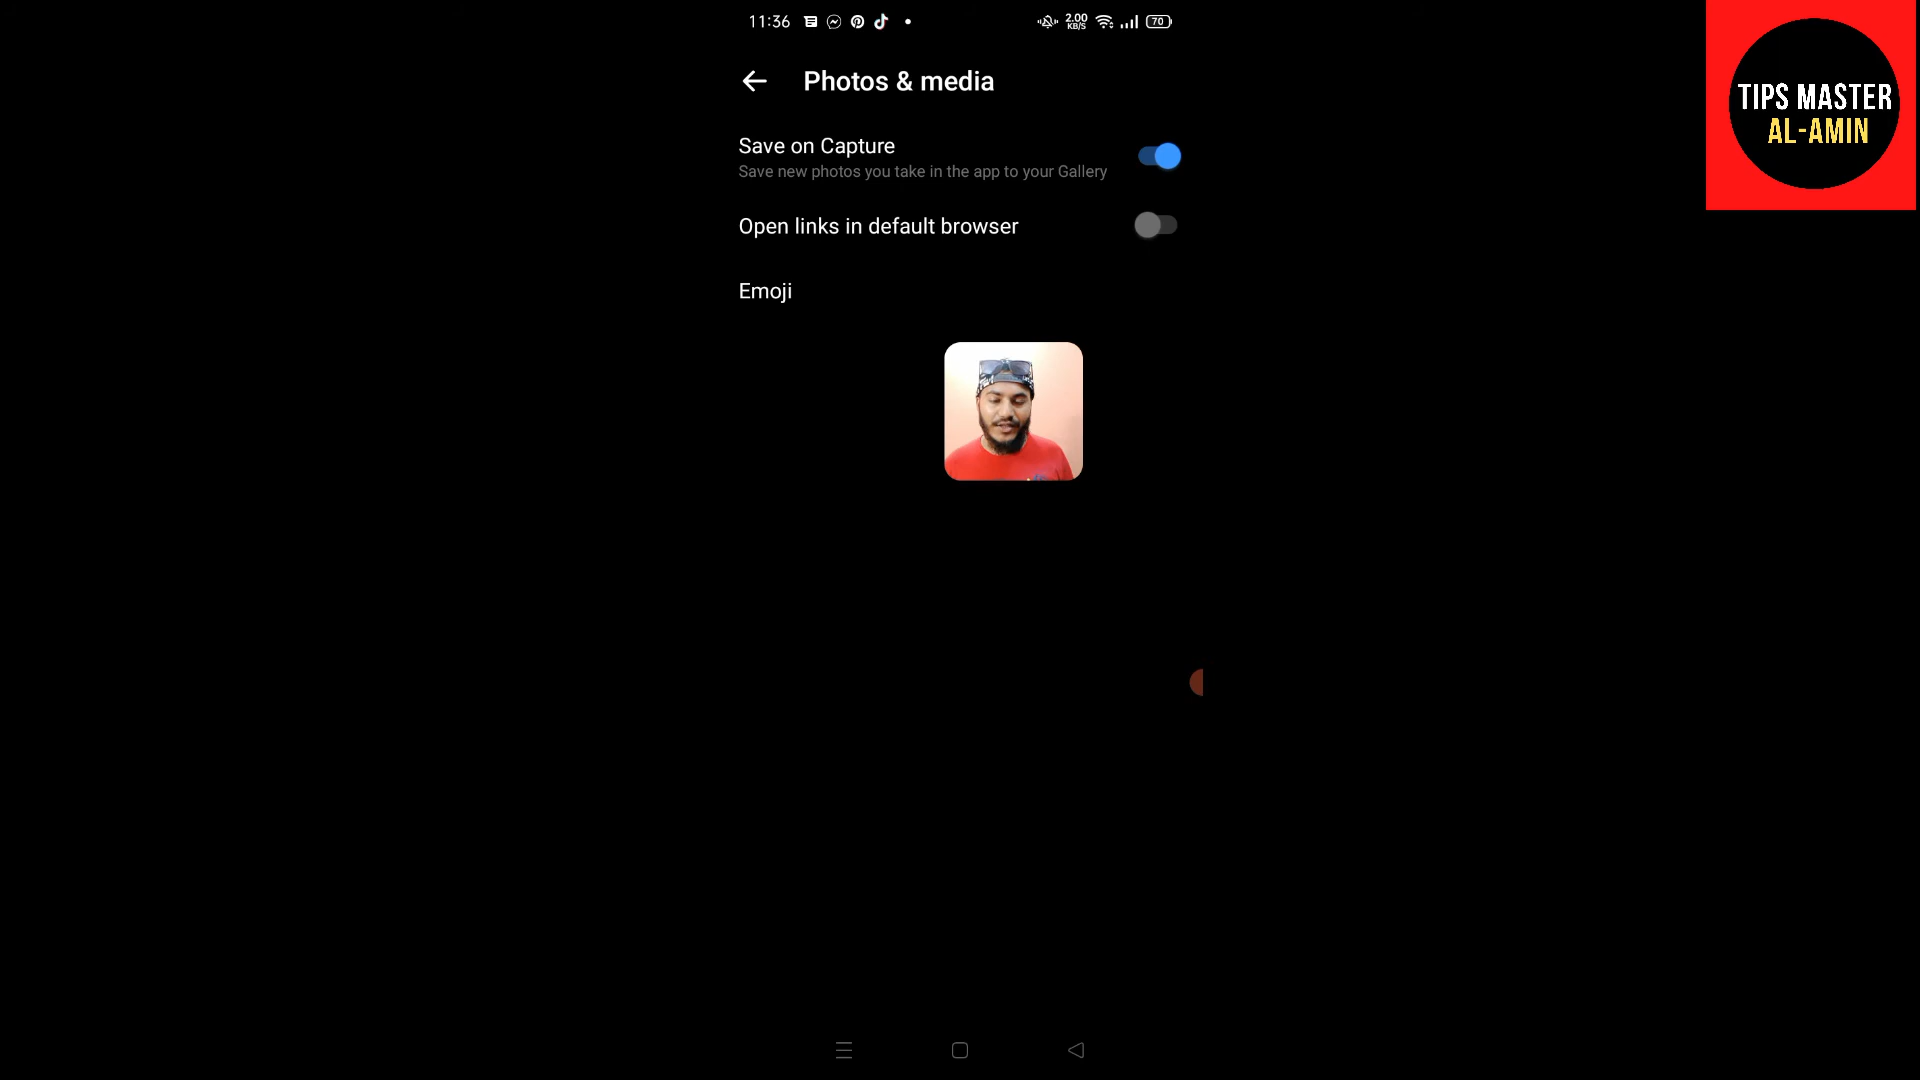 11:36
2.00
KB/S
70
Photos & media
Save on Capture
Save new photos you take in the app to your Gallery
Open links in default browser
Emoji
TIPS MASTER
AL-AMIN